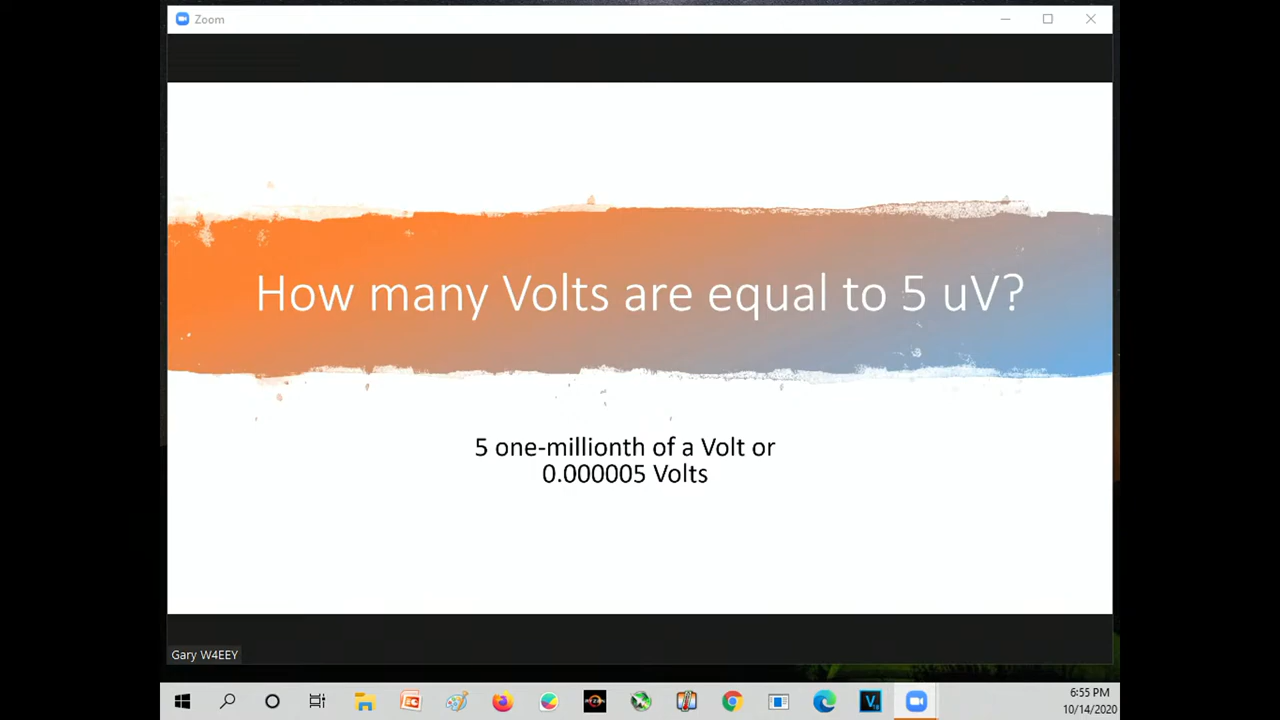 Zoom
How many Volts are equal to 5 uV?
5 one-millionth of a Volt or
0.000005 Volts
Gary W4EEY
6:55 PM
10/14/2020